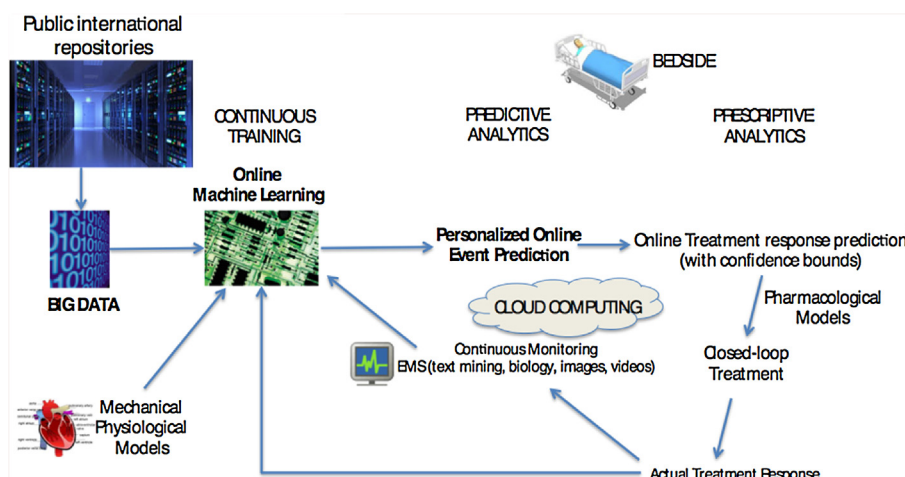 Public international
repositories
BEDSIDE
CONTINUOUS
TRAINING
PREDICTIVE
ANALYTICS
PRESCRIPTIVE
ANALYTICS
Online
Machine Learning
BIG DATA
Personalized Online
Event Prediction
Online Treatment response prediction
(with confidence bounds)
CLOUD COMPUTING
Pharmacological
Models
Continuous Monitoring
EMS(text mining, biology, images, videos)
Closed-loop
Treatment
Mechanical
Physiological
Models
Actual Treatment Response